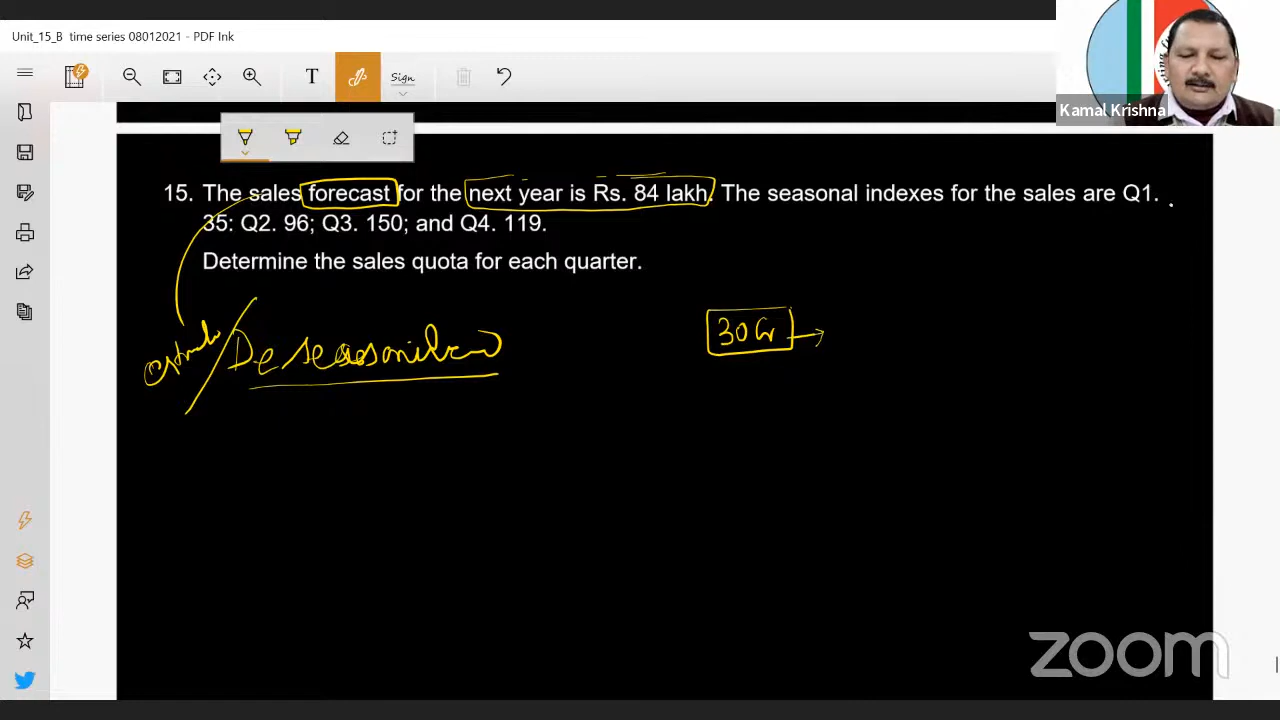 Unit_15_B time series 08012021 - PDF Ink
T
Sign
Kamal Krishna
15. The sales forecast for the next year is Rs. 84 lakh. The seasonal indexes for the sales are Q1.
35: Q2. 96; Q3. 150; and Q4. 119.
Determine the sales quota for each quarter.
30 Cr
zoom